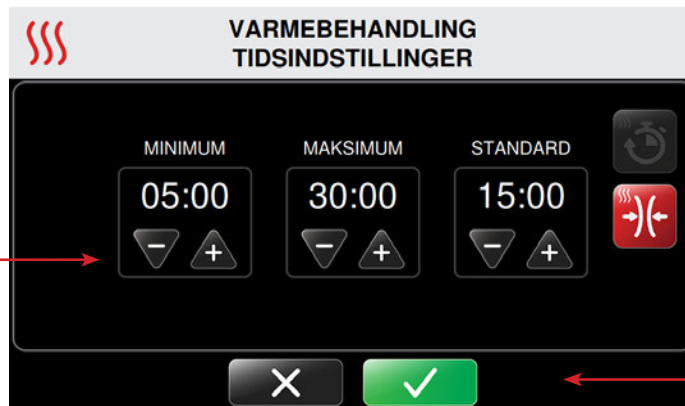 VARMEBEHANDLING
TIDSINDSTILLINGER
MINIMUM MAKSIMUM STANDARD
05:00 30:00 15:00